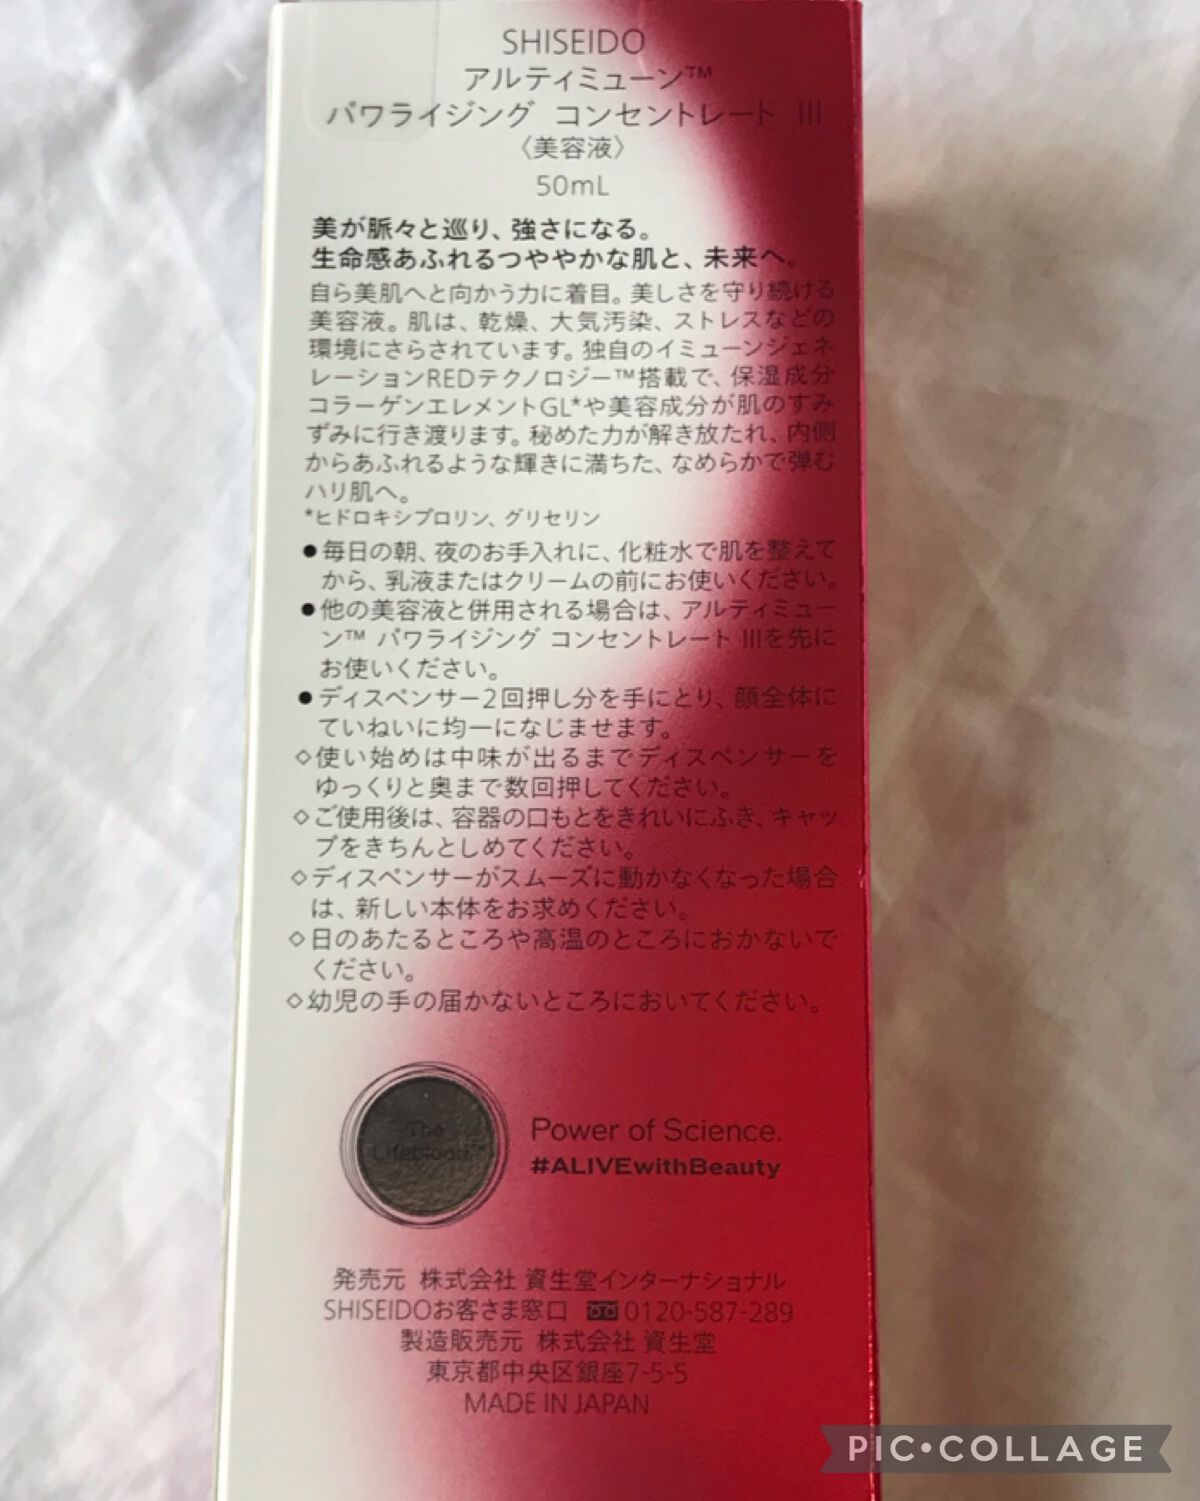 SHISEIDO
アルティミューン™
パワライジング コンセントレート III
〈美容液〉
50mL
美が脈々と巡り、強さになる。
生命感あふれるつややかな肌と、未来へ。
自ら美肌へと向かう力に着目。美しさを守り続ける
美容液。肌は、乾燥、大気汚染、ストレスなどの
環境にさらされています。独自のイミューンジェネ
レーションREDテクノロジー™搭載で、保湿成分
コラーゲンエレメントGL*や美容成分が肌のすみ
ずみに行き渡ります。秘めた力が解き放たれ、内側
からあふれるような輝きに満ちた、なめらかで弾む
ハリ肌へ。
*ヒドロキシプロリン、グリセリン
●毎日の朝、夜のお手入れに、化粧水で肌を整えて
から、乳液またはクリームの前にお使いください。
●他の美容液と併用される場合は、アルティミュー
ン™ パワライジング コンセントレート IIIを先に
お使いください。
●ディスペンサー2回押し分を手にとり、顔全体に
ていねいに均一になじませます。
◇使い始めは中味が出るまでディスペンサーを
ゆっくりと奥まで数回押してください。
◇ご使用後は、容器の口もとをきれいにふき、キャッ
プをきちんとしめてください。
◇ディスペンサーがスムーズに動かなくなった場合
は、新しい本体をお求めください。
◇日のあたるところや高温のところにおかないで
ください。
◇幼児の手の届かないところにおいてください。
The
Lifeblood™
Power of Science.
#ALIVEwithBeauty
発売元 株式会社 資生堂インターナショナル
SHISEIDOお客さま窓口 0120-587-289
製造販売元 株式会社 資生堂
東京都中央区銀座7-5-5
MADE IN JAPAN
PIC•COLLAGE